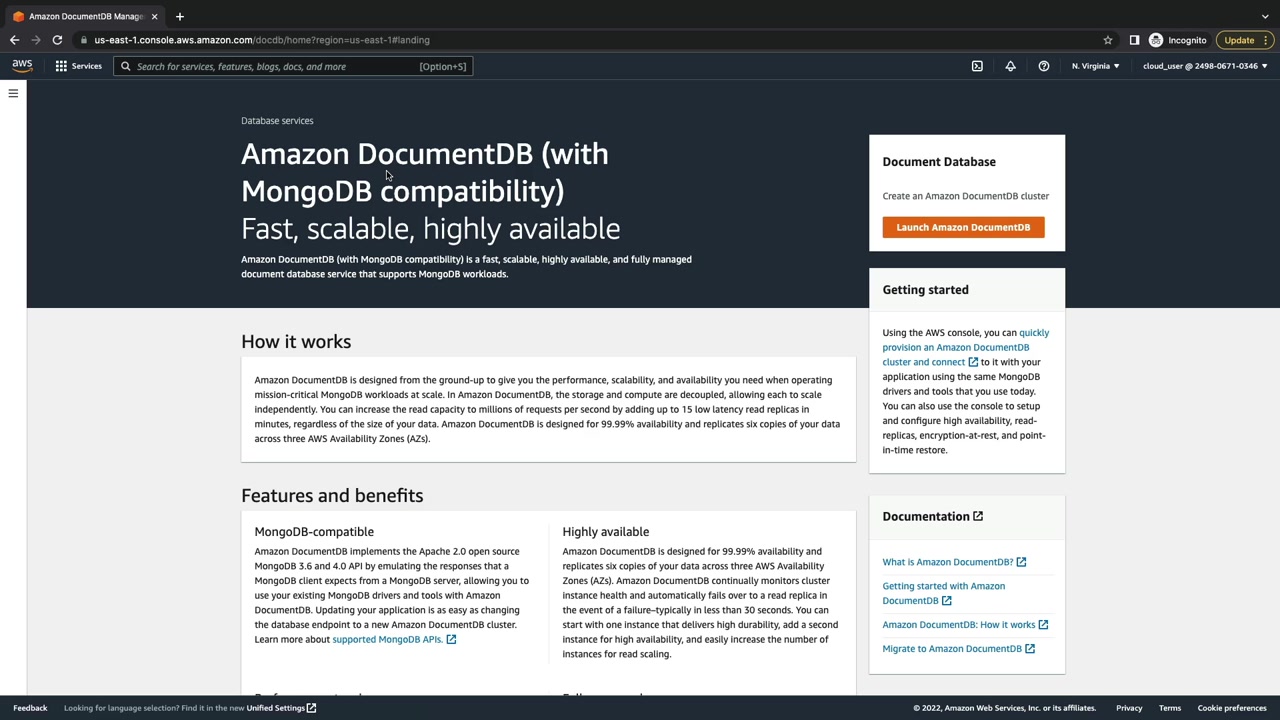 Amazon DocumentDB Manage
us-east-1.console.aws.amazon.com/docdb/home?region=us-east-1#landing
Incognito
Update
aws
Services
Search for services, features, blogs, docs, and more
[Option+S]
N. Virginia
cloud_user @ 2498-0671-0346
Database services
Amazon DocumentDB (with
MongoDB compatibility)
Fast, scalable, highly available
Amazon DocumentDB (with MongoDB compatibility) is a fast, scalable, highly available, and fully managed
document database service that supports MongoDB workloads.
Document Database
Create an Amazon DocumentDB cluster
Launch Amazon DocumentDB
Getting started
Using the AWS console, you can quickly
provision an Amazon DocumentDB
cluster and connect to it with your
application using the same MongoDB
drivers and tools that you use today.
You can also use the console to setup
and configure high availability, read-
replicas, encryption-at-rest, and point-
in-time restore.
How it works
Amazon DocumentDB is designed from the ground-up to give you the performance, scalability, and availability you need when operating
mission-critical MongoDB workloads at scale. In Amazon DocumentDB, the storage and compute are decoupled, allowing each to scale
independently. You can increase the read capacity to millions of requests per second by adding up to 15 low latency read replicas in
minutes, regardless of the size of your data. Amazon DocumentDB is designed for 99.99% availability and replicates six copies of your data
across three AWS Availability Zones (AZs).
Features and benefits
MongoDB-compatible
Amazon DocumentDB implements the Apache 2.0 open source
MongoDB 3.6 and 4.0 API by emulating the responses that a
MongoDB client expects from a MongoDB server, allowing you to
use your existing MongoDB drivers and tools with Amazon
DocumentDB. Updating your application is as easy as changing
the database endpoint to a new Amazon DocumentDB cluster.
Learn more about supported MongoDB APIs.
Highly available
Amazon DocumentDB is designed for 99.99% availability and
replicates six copies of your data across three AWS Availability
Zones (AZs). Amazon DocumentDB continually monitors cluster
instance health and automatically fails over to a read replica in
the event of a failure–typically in less than 30 seconds. You can
start with one instance that delivers high durability, add a second
instance for high availability, and easily increase the number of
instances for read scaling.
Documentation
What is Amazon DocumentDB?
Getting started with Amazon
DocumentDB
Amazon DocumentDB: How it works
Migrate to Amazon DocumentDB
Feedback
Looking for language selection? Find it in the new Unified Settings
© 2022, Amazon Web Services, Inc. or its affiliates.
Privacy
Terms
Cookie preferences